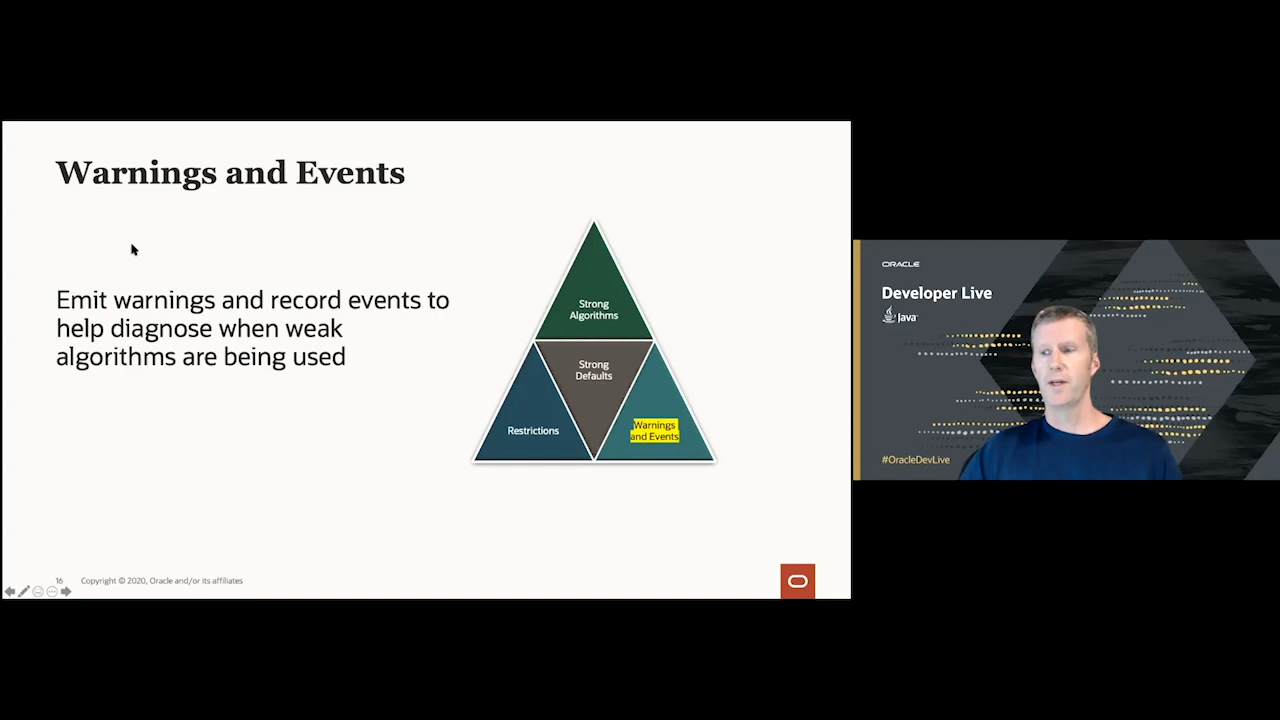 Warnings and Events
Emit warnings and record events to
help diagnose when weak
algorithms are being used
Strong
Algorithms
Strong
Defaults
Restrictions
Warnings
and Events
16 Copyright © 2020, Oracle and/or its affiliates
ORACLE
Developer Live
Java
#OracleDevLive